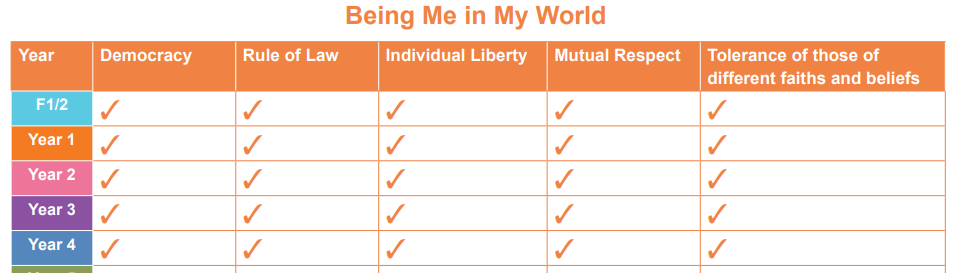 Being Me in My World
Year Democracy Rule of Law Individual Liberty Mutual Respect Tolerance of those of
different faiths and beliefs
F1/2 ✓ ✓ ✓ ✓ ✓
Year 1 ✓ ✓ ✓ ✓ ✓
Year 2 ✓ ✓ ✓ ✓ ✓
Year 3 ✓ ✓ ✓ ✓ ✓
Year 4 ✓ ✓ ✓ ✓ ✓